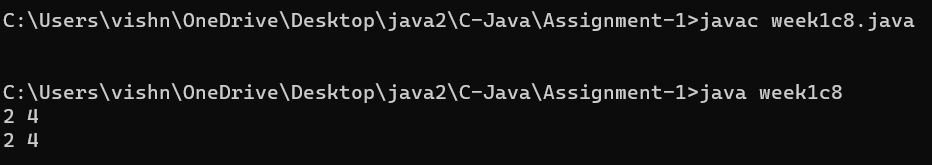 C:\Users\vishn\OneDrive\Desktop\java2\C-Java\Assignment-1>javac week1c8.java
C:\Users\vishn\OneDrive\Desktop\java2\C-Java\Assignment-1>java week1c8
2 4
2 4